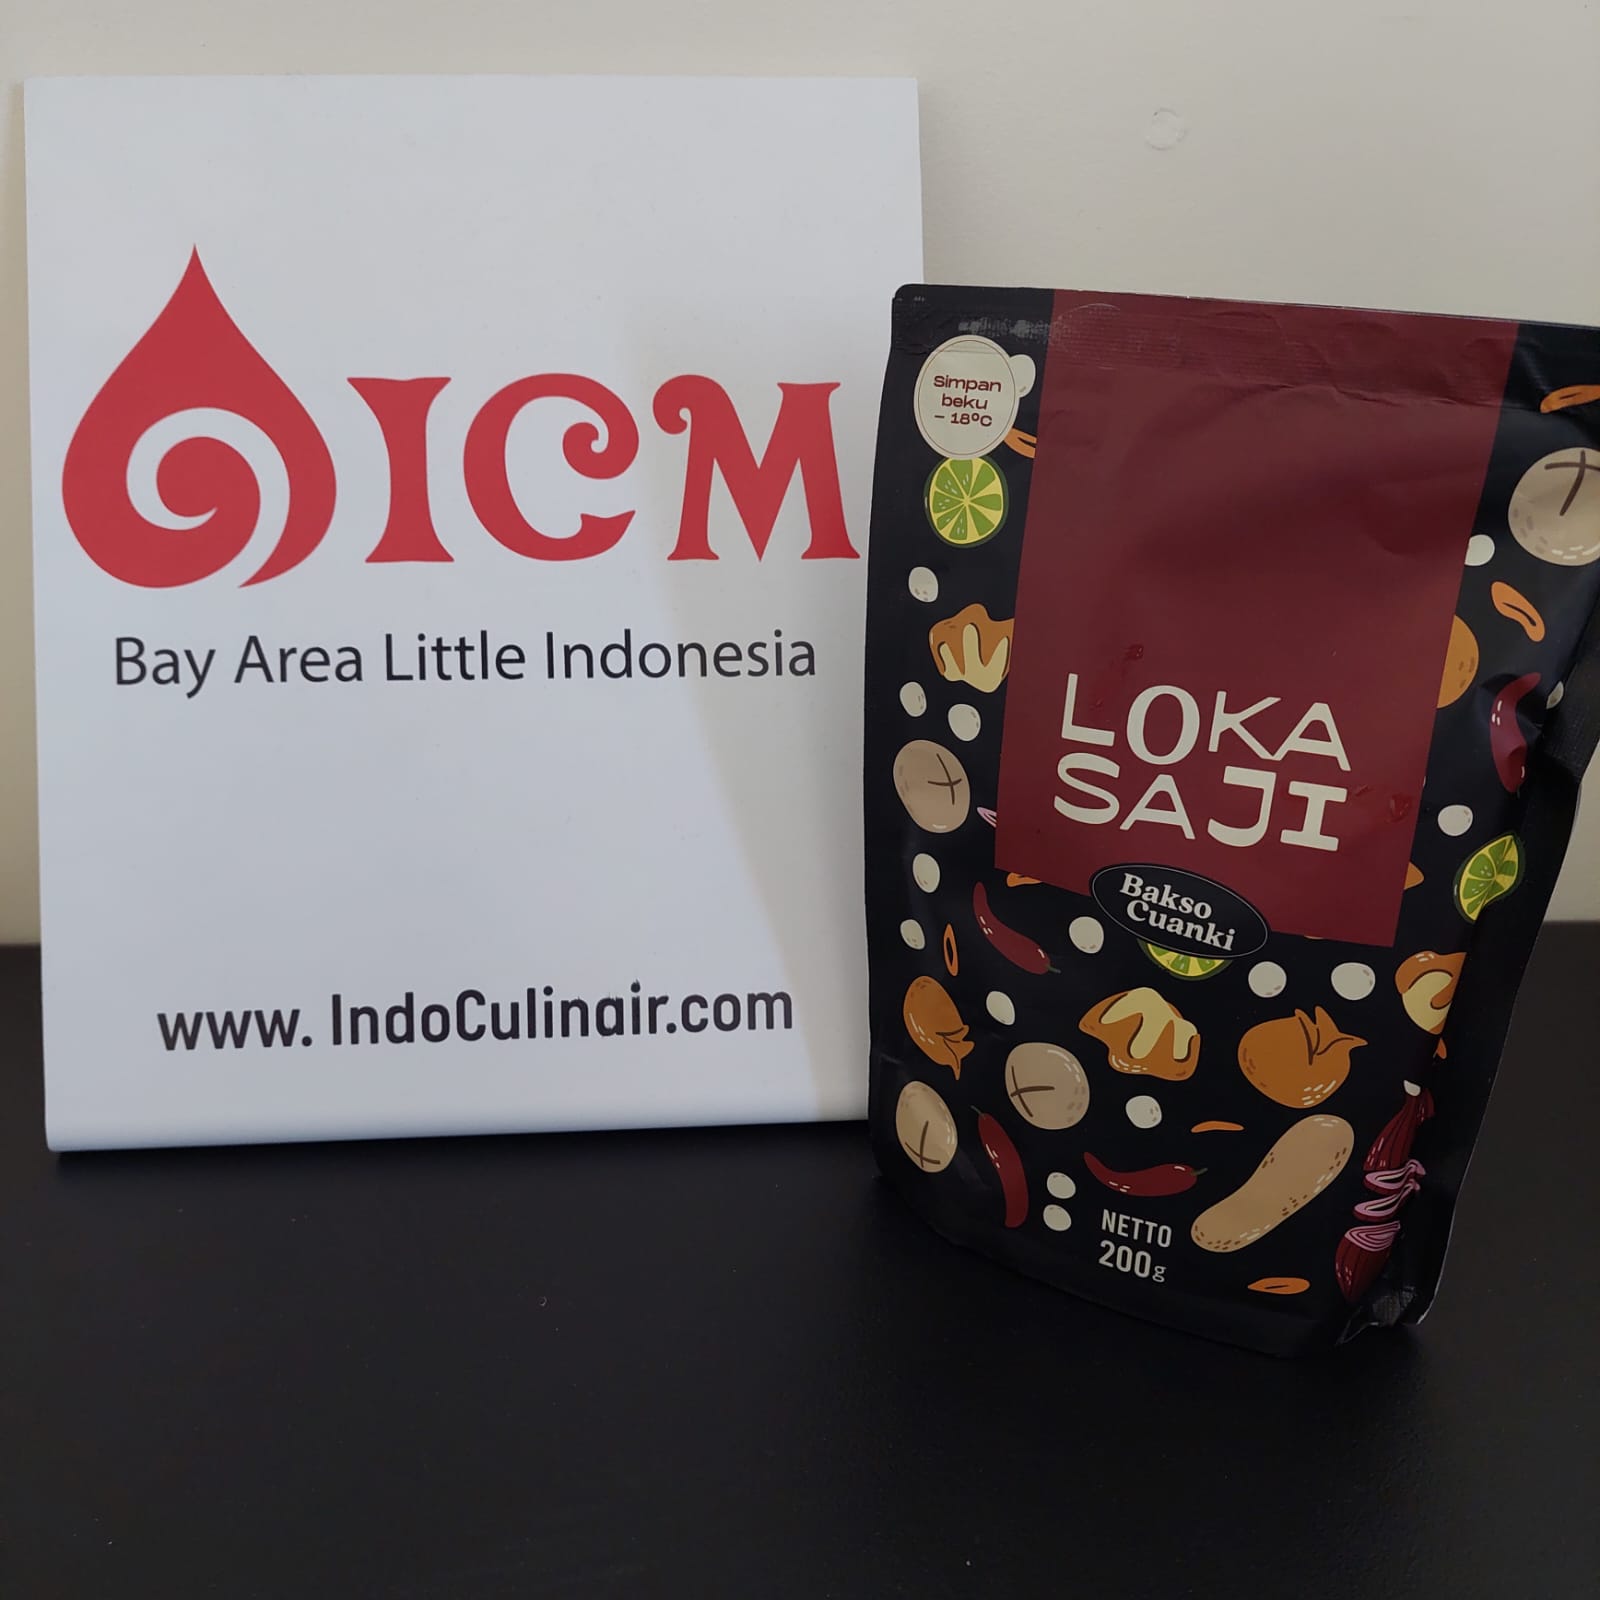 ICM
Bay Area Little Indonesia
www. IndoCulinair.com
Simpan
beku
- 18°C
LOKA
SAJI
Bakso
Cuanki
NETTO
200g